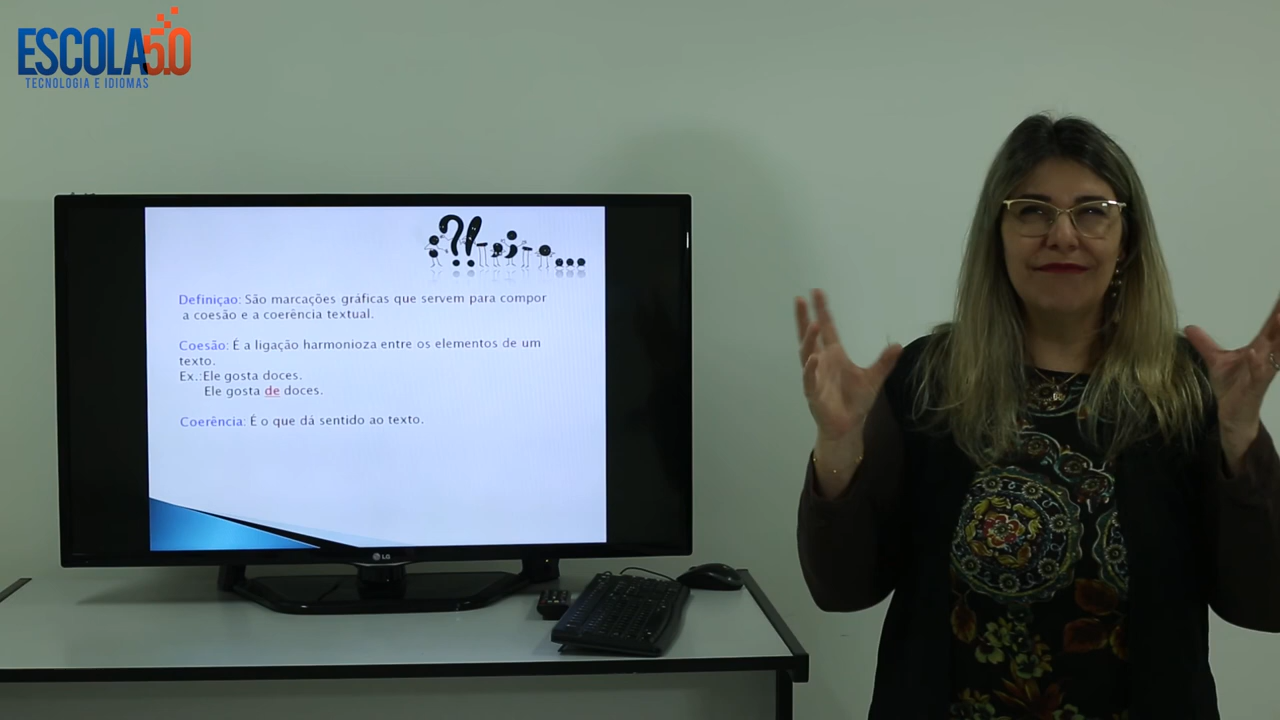 ESCOLA 5.0
TECNOLOGIA E IDIOMAS
?!
Definiçao: São marcações gráficas que servem para compor
a coesão e a coerência textual.
Coesão: É a ligação harmonioza entre os elementos de um
texto.
Ex.:Ele gosta doces.
Ele gosta de doces.
Coerência: É o que dá sentido ao texto.
LG